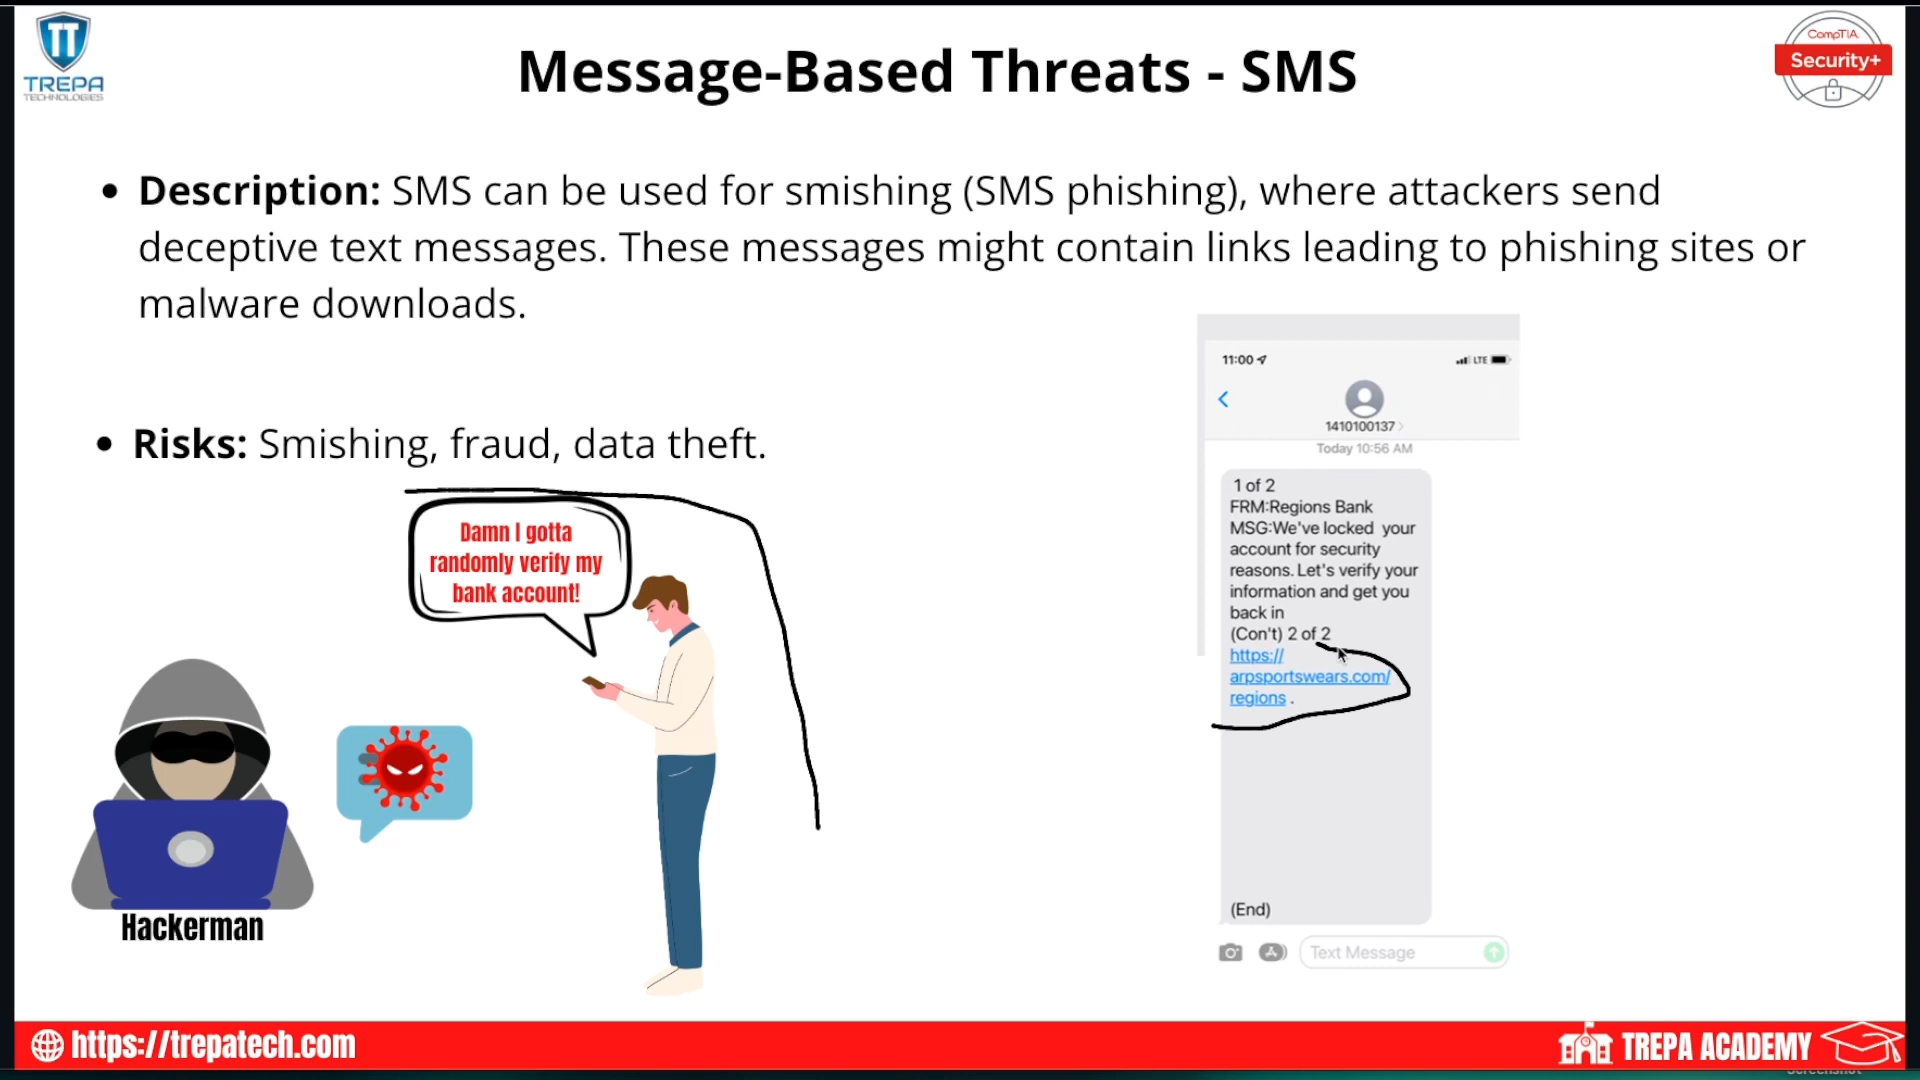 TREPA
TECHNOLOGIES
Message-Based Threats - SMS
CompTIA
Security+
Description: SMS can be used for smishing (SMS phishing), where attackers send
deceptive text messages. These messages might contain links leading to phishing sites or
malware downloads.
Risks: Smishing, fraud, data theft.
Damn I gotta
randomly verify my
bank account!
Hackerman
11:00
LTE
1410100137
Today 10:56 AM
1 of 2
FRM:Regions Bank
MSG:We've locked your
account for security
reasons. Let's verify your
information and get you
back in
(Con't) 2 of 2
https://
arpsportswears.com/
regions .
(End)
Text Message
https://trepatech.com
TREPA ACADEMY